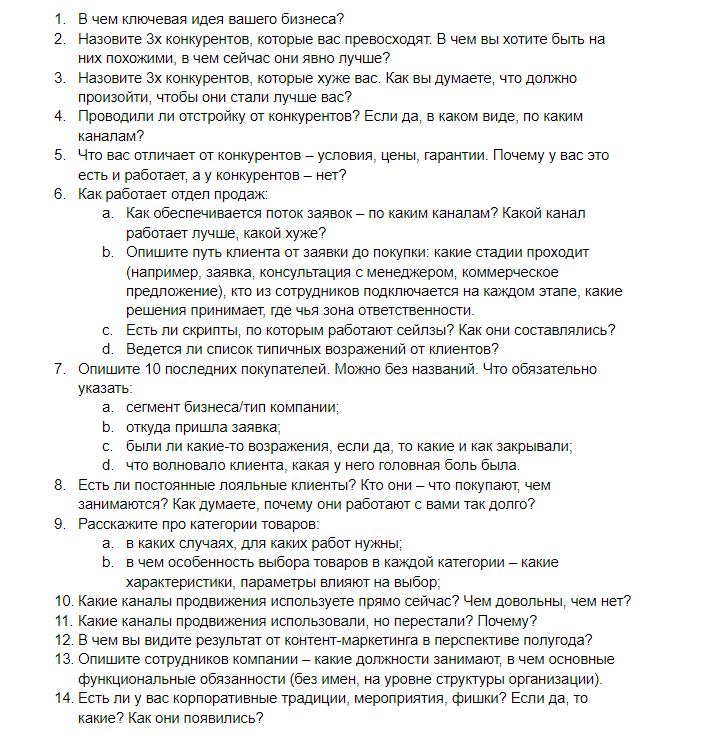 1. В чем ключевая идея вашего бизнеса?
2. Назовите 3х конкурентов, которые вас превосходят. В чем вы хотите быть на
них похожими, в чем сейчас они явно лучше?
3. Назовите 3х конкурентов, которые хуже вас. Как вы думаете, что должно
произойти, чтобы они стали лучше вас?
4. Проводили ли отстройку от конкурентов? Если да, в каком виде, по каким
каналам?
5. Что вас отличает от конкурентов – условия, цены, гарантии. Почему у вас это
есть и работает, а у конкурентов – нет?
6. Как работает отдел продаж:
a. Как обеспечивается поток заявок – по каким каналам? Какой канал
работает лучше, какой хуже?
b. Опишите путь клиента от заявки до покупки: какие стадии проходит
(например, заявка, консультация с менеджером, коммерческое
предложение), кто из сотрудников подключается на каждом этапе, какие
решения принимает, где чья зона ответственности.
c. Есть ли скрипты, по которым работают сейлзы? Как они составлялись?
d. Ведется ли список типичных возражений от клиентов?
7. Опишите 10 последних покупателей. Можно без названий. Что обязательно
указать:
a. сегмент бизнеса/тип компании;
b. откуда пришла заявка;
c. были ли какие-то возражения, если да, то какие и как закрывали;
d. что волновало клиента, какая у него головная боль была.
8. Есть ли постоянные лояльные клиенты? Кто они – что покупают, чем
занимаются? Как думаете, почему они работают с вами так долго?
9. Расскажите про категории товаров:
a. в каких случаях, для каких работ нужны;
b. в чем особенность выбора товаров в каждой категории – какие
характеристики, параметры влияют на выбор;
10. Какие каналы продвижения используете прямо сейчас? Чем довольны, чем нет?
11. Какие каналы продвижения использовали, но перестали? Почему?
12. В чем вы видите результат от контент-маркетинга в перспективе полугода?
13. Опишите сотрудников компании – какие должности занимают, в чем основные
функциональные обязанности (без имен, на уровне структуры организации).
14. Есть ли у вас корпоративные традиции, мероприятия, фишки? Если да, то
какие? Как они появились?